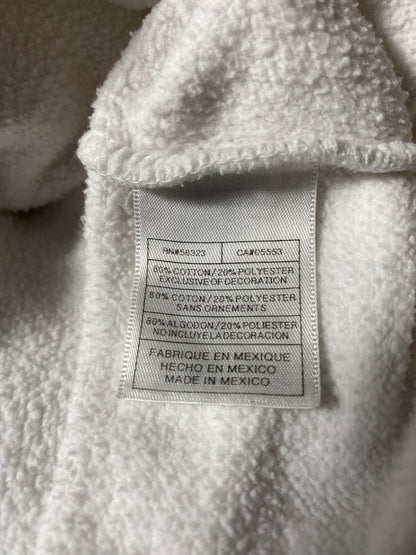 RN#56323 CA#05553
80% COTTON/20% POLYESTER
EXCLUSIVE OF DECORATION
80% COTON/20% POLYESTER
SANS ORNEMENTS
80% ALGODON/20% POLIESTER
NO INCLUYE LA DECORACION
FABRIQUE EN MEXIQUE
HECHO EN MEXICO
MADE IN MEXICO